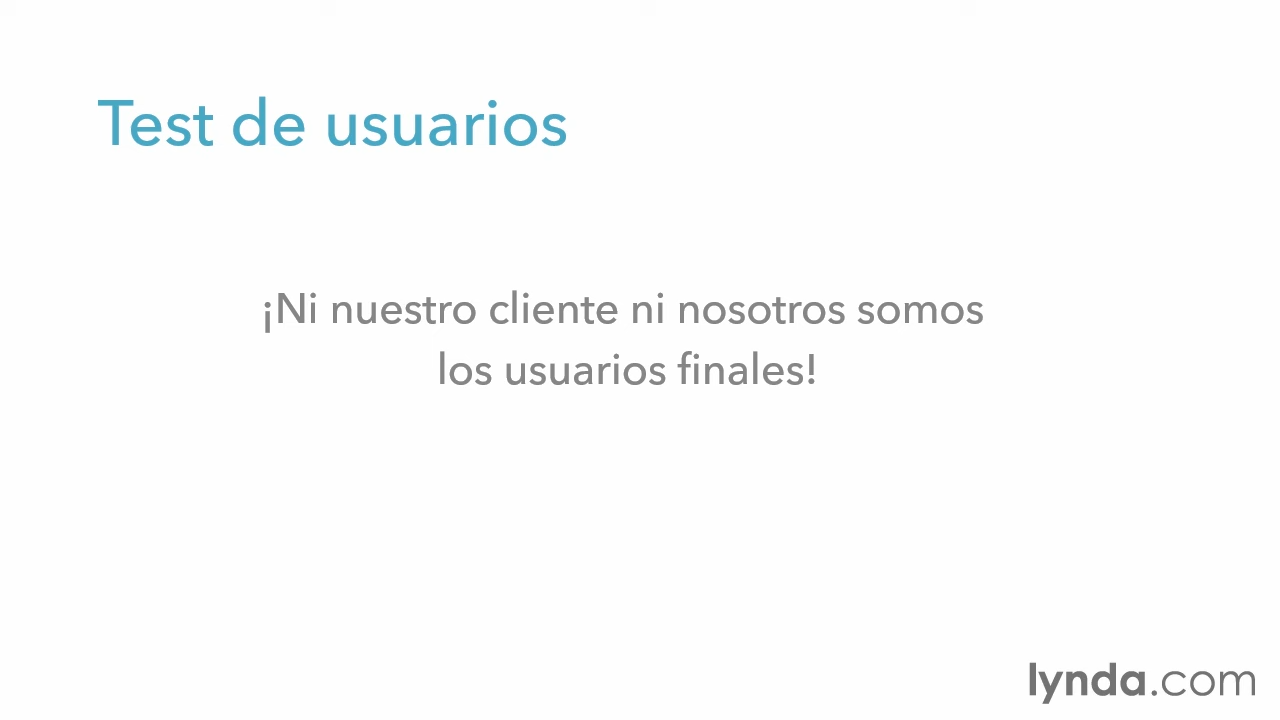 Test de usuarios
¡Ni nuestro cliente ni nosotros somos
los usuarios finales!
lynda.com